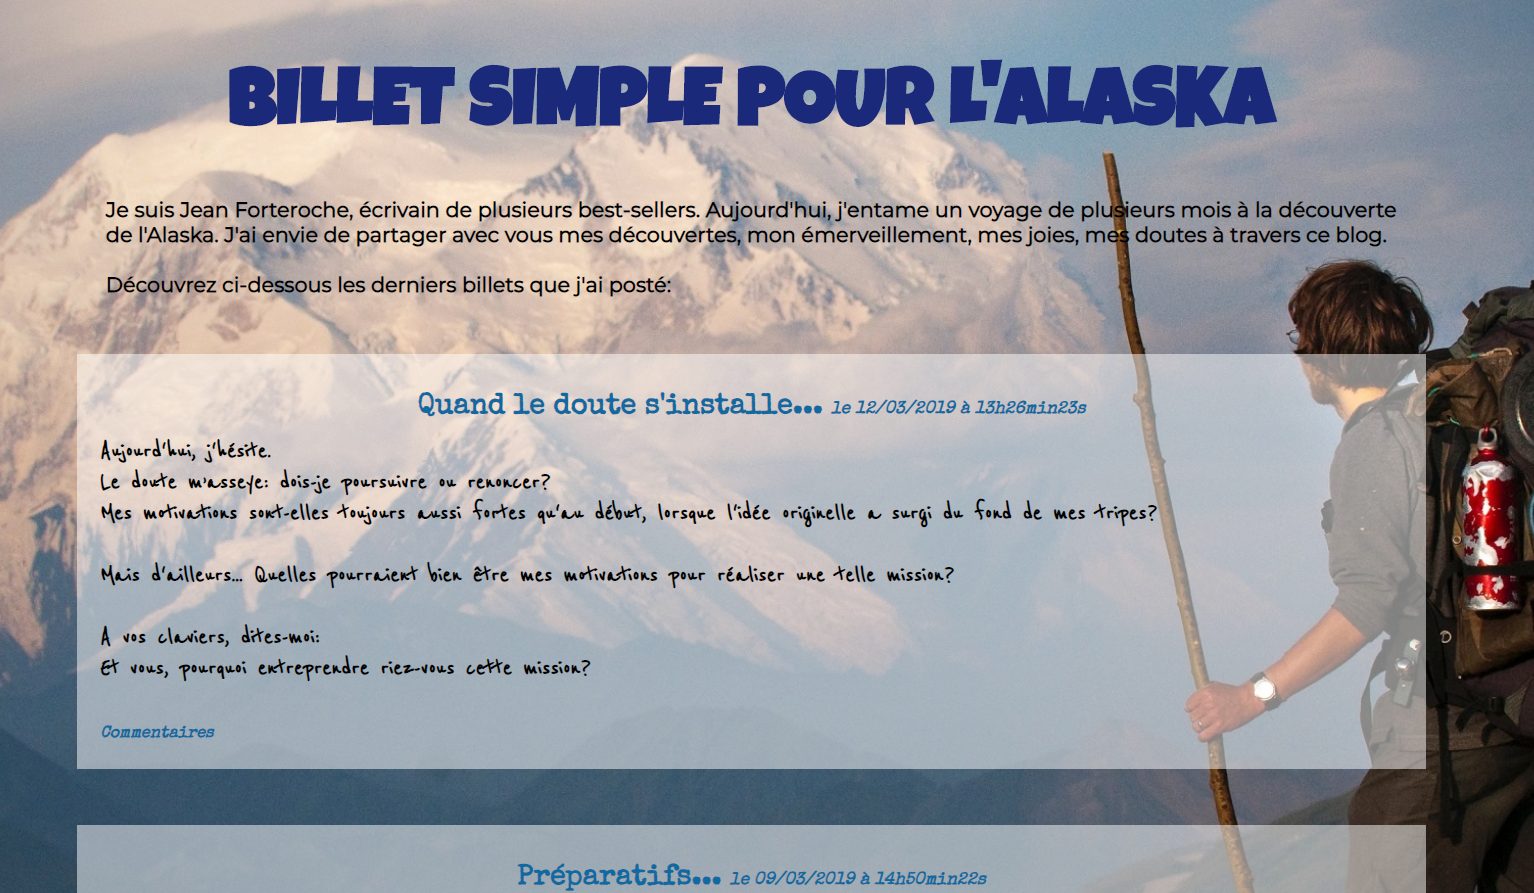 BILLET SIMPLE POUR L'ALASKA
Je suis Jean Forteroche, écrivain de plusieurs best-sellers. Aujourd'hui, j'entame un voyage de plusieurs mois à la découverte
de l'Alaska. J'ai envie de partager avec vous mes découvertes, mon émerveillement, mes joies, mes doutes à travers ce blog.
Découvrez ci-dessous les derniers billets que j'ai posté:
Quand le doute s'installe... le 12/03/2019 à 13h26min23s
Aujourd'hui, j'hésite.
Le doute m'asseye: dois-je poursuivre ou renoncer?
Mes motivations sont-elles toujours aussi fortes qu'au début, lorsque l'idée originelle a surgi du fond de mes tripes?
Mais d'ailleurs... Quelles pourraient bien être mes motivations pour réaliser une telle mission?
A vos claviers, dites-moi:
Et vous, pourquoi entreprendre riez-vous cette mission?
Commentaires
Préparatifs... le 09/03/2019 à 14h50min22s